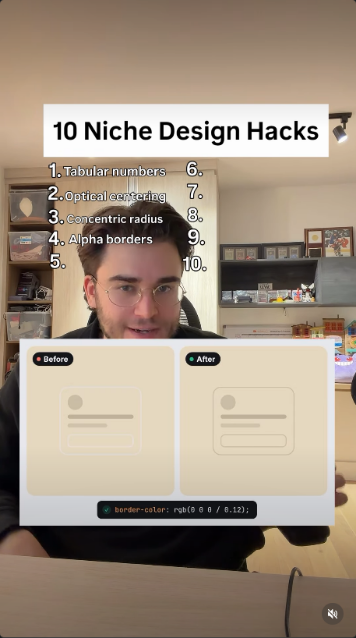 10 Niche Design Hacks
1. Tabular numbers
2. Optical centering
3. Concentric radius
4. Alpha borders
5.
6.
7.
8.
9.
10.
Before
After
border-color: rgb(0 0 0 / 0.12);